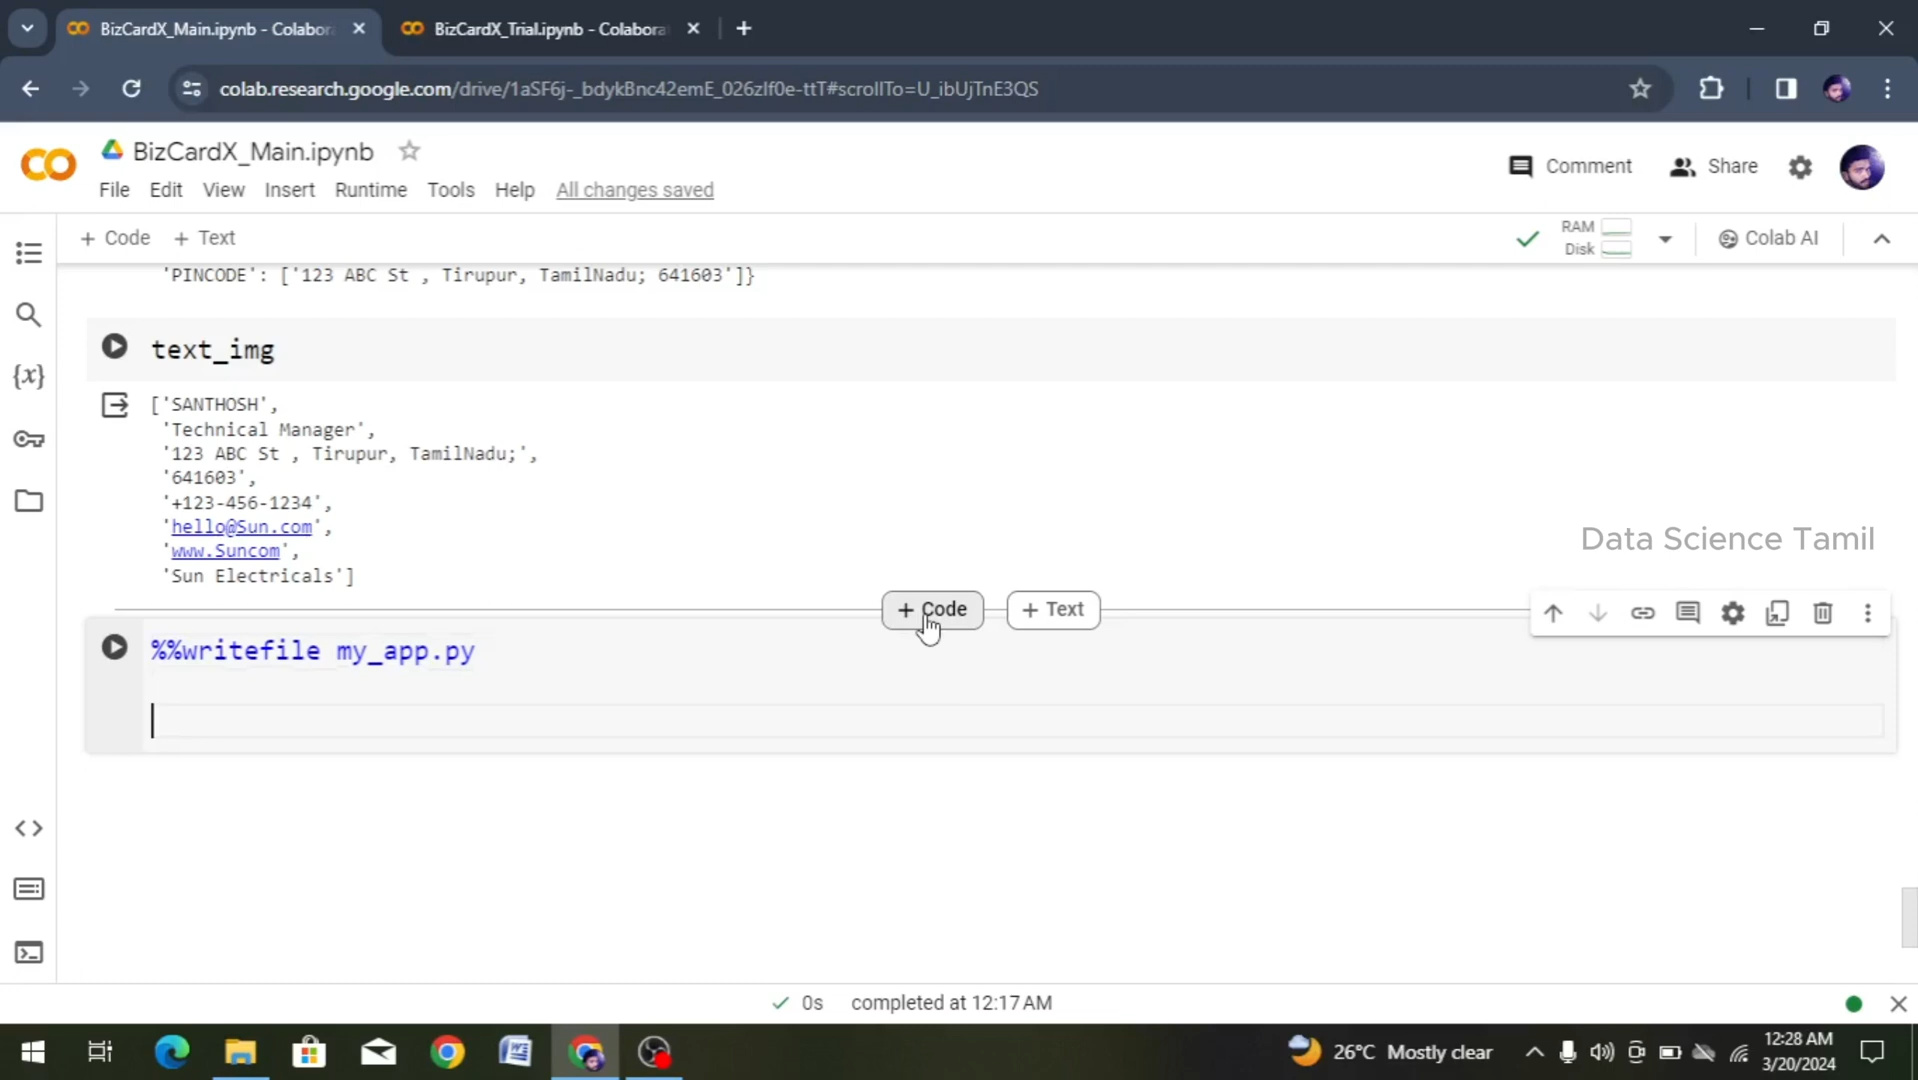 BizCardX_Main.ipynb - Colabor
BizCardX_Trial.ipynb - Colabora
colab.research.google.com/drive/1aSF6j-_bdykBnc42emE_026zIf0e-ttT#scrollTo=U_ibUjTnE3QS
BizCardX_Main.ipynb
File Edit View Insert Runtime Tools Help All changes saved
Comment Share
+ Code + Text
RAM
Disk
Colab AI
'PINCODE': ['123 ABC St , Tirupur, TamilNadu; 641603']}
text_img
['SANTHOSH',
'Technical Manager',
'123 ABC St , Tirupur, TamilNadu;',
'641603',
'+123-456-1234',
'hello@Sun.com',
'www.Suncom',
'Sun Electricals']
Data Science Tamil
+ Code + Text
%%writefile my_app.py
0s completed at 12:17 AM
26°C Mostly clear
12:28 AM
3/20/2024